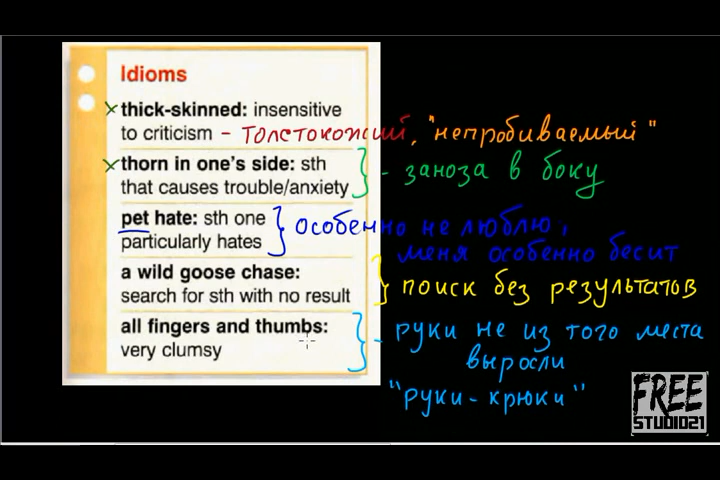 Idioms
thick-skinned: insensitive
to criticism - толстокожий, "непробиваемый"
thorn in one's side: sth
that causes trouble/anxiety
- заноза в боку
pet hate: sth one
particularly hates
особенно не люблю,
меня особенно бесит
a wild goose chase:
search for sth with no result
поиск без результатов
all fingers and thumbs:
very clumsy
- руки не из того места
выросли
"руки-крюки"
FREE
STUDIO21